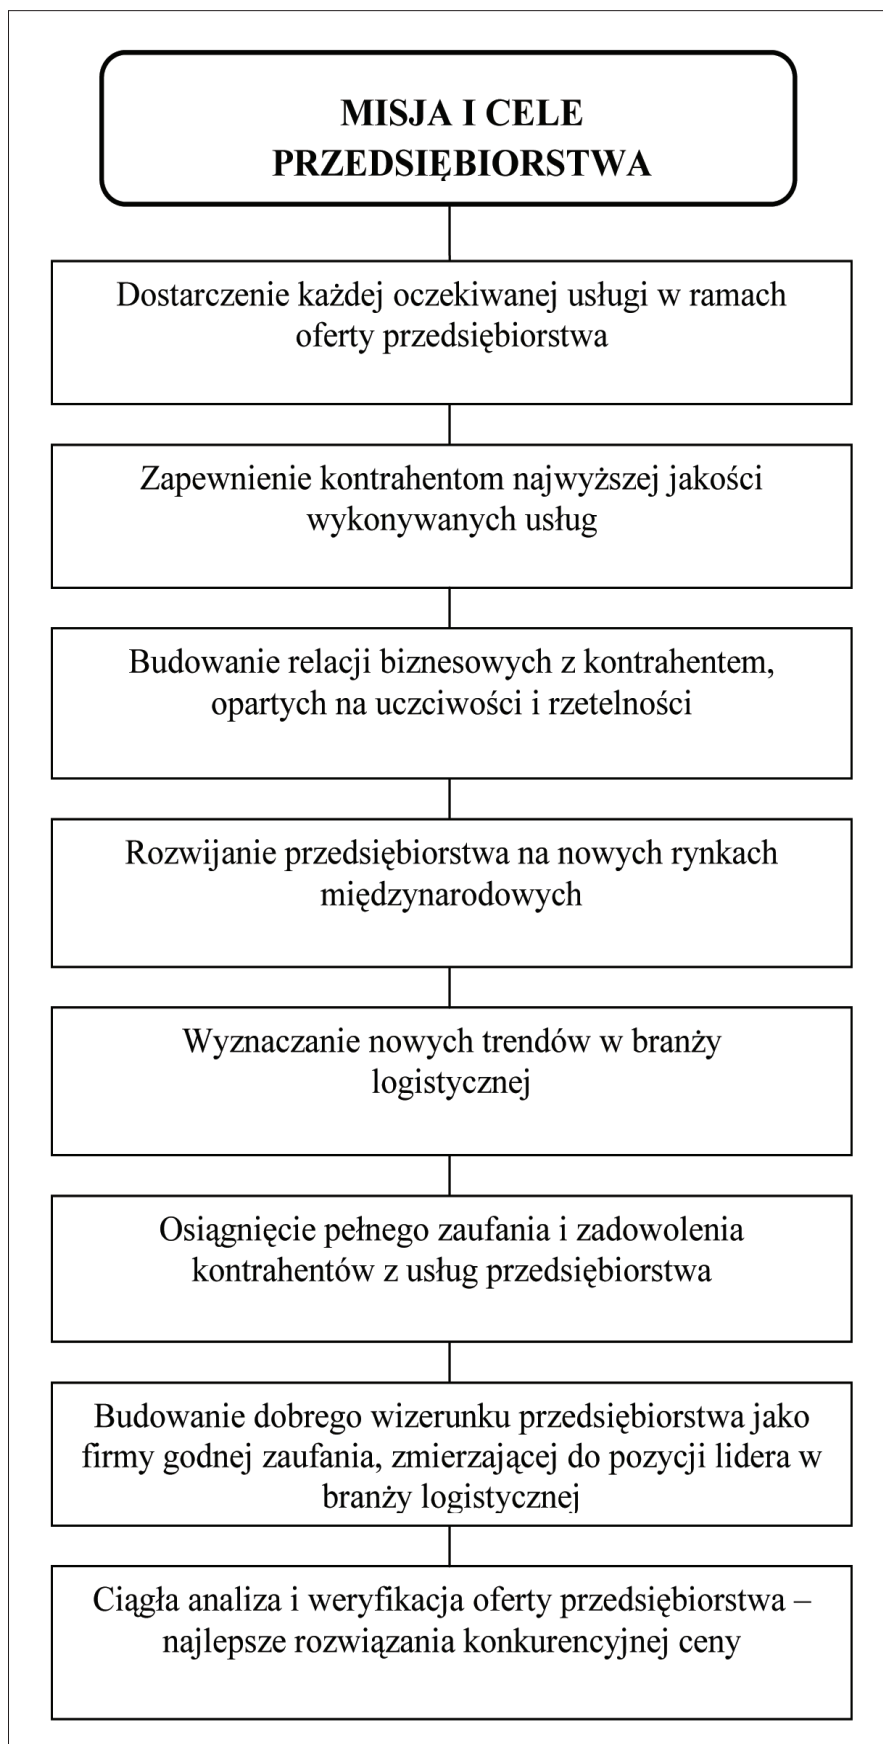 MISJA I CELE
PRZEDSIĘBIORSTWA
Dostarczenie każdej oczekiwanej usługi w ramach
oferty przedsiębiorstwa
Zapewnienie kontrahentom najwyższej jakości
wykonywanych usług
Budowanie relacji biznesowych z kontrahentem,
opartych na uczciwości i rzetelności
Rozwijanie przedsiębiorstwa na nowych rynkach
międzynarodowych
Wyznaczanie nowych trendów w branży
logistycznej
Osiągnięcie pełnego zaufania i zadowolenia
kontrahentów z usług przedsiębiorstwa
Budowanie dobrego wizerunku przedsiębiorstwa jako
firmy godnej zaufania, zmierzającej do pozycji lidera w
branży logistycznej
Ciągła analiza i weryfikacja oferty przedsiębiorstwa –
najlepsze rozwiązania konkurencyjnej ceny